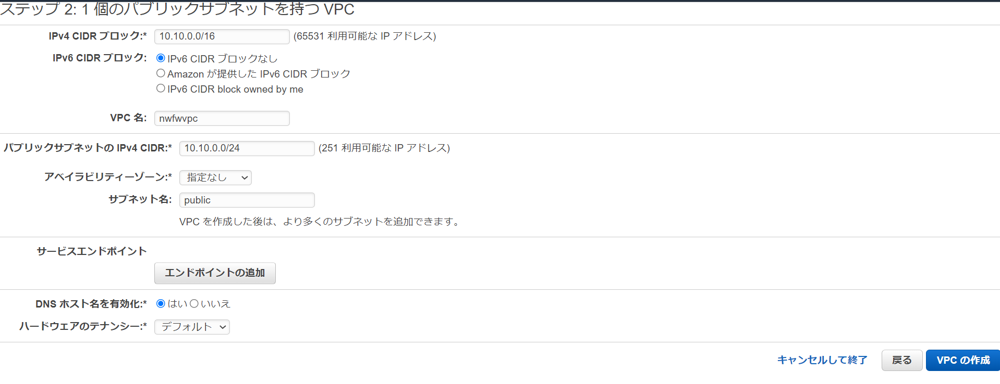 ステップ 2: 1 個のパブリックサブネットを持つ VPC
IPv4 CIDR ブロック:* 10.10.0.0/16 (65531 利用可能な IP アドレス)
IPv6 CIDR ブロック: IPv6 CIDR ブロックなし
Amazon が提供した IPv6 CIDR ブロック
IPv6 CIDR block owned by me
VPC 名: nwfwvpc
パブリックサブネットの IPv4 CIDR:* 10.10.0.0/24 (251 利用可能な IP アドレス)
アベイラビリティーゾーン:* 指定なし
サブネット名: public
VPC を作成した後は、より多くのサブネットを追加できます。
サービスエンドポイント
エンドポイントの追加
DNS ホスト名を有効化:* はい いいえ
ハードウェアのテナンシー:* デフォルト
キャンセルして終了 戻る VPC の作成